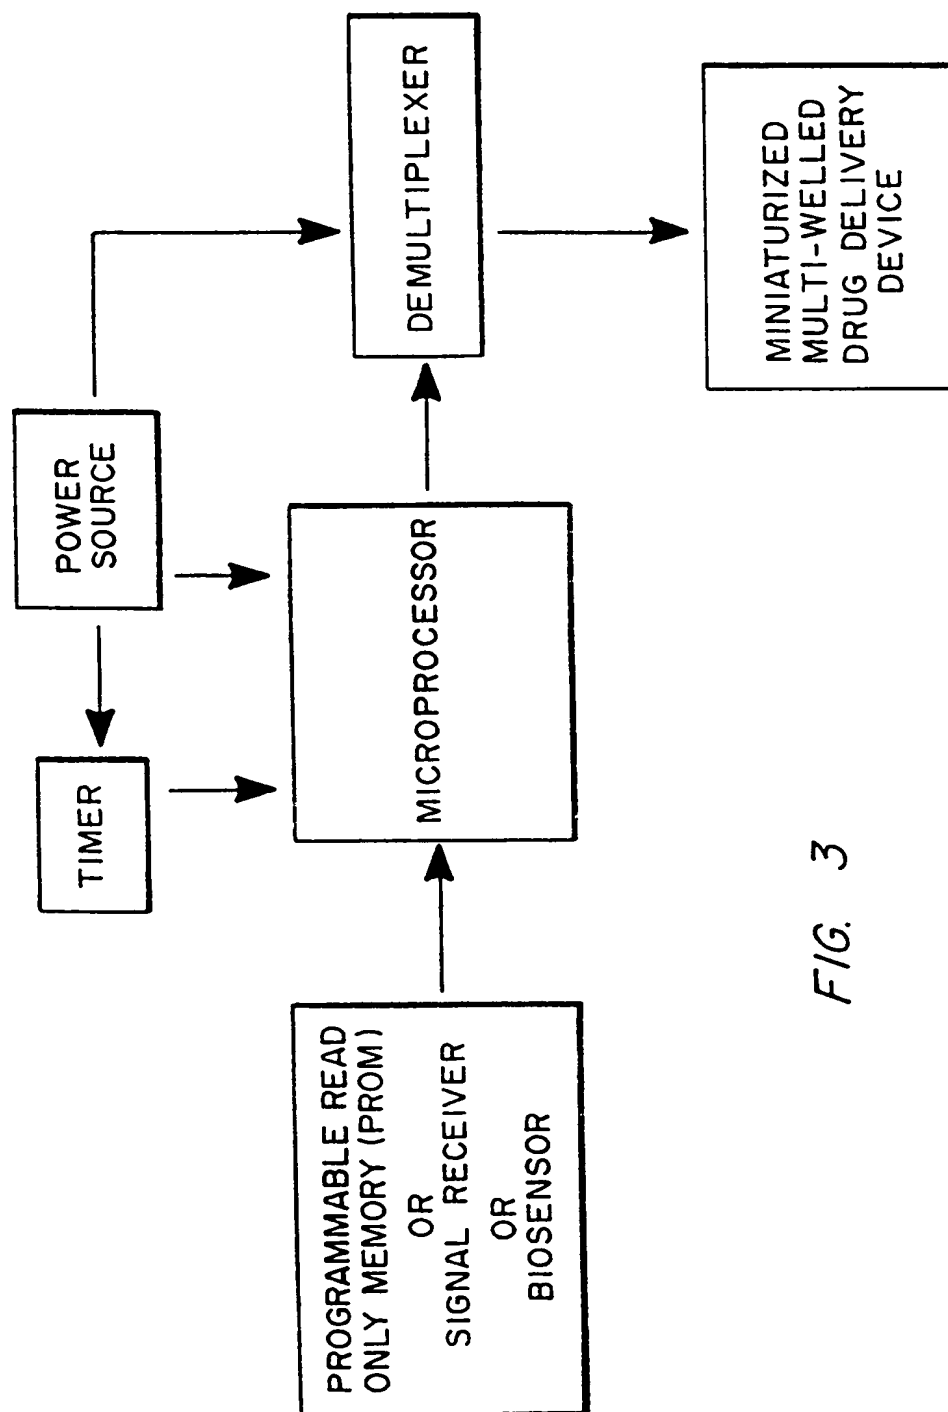 TIMER
POWER
SOURCE
PROGRAMMABLE READ
ONLY MEMORY (PROM)
OR
SIGNAL RECEIVER
OR
BIOSENSOR
MICROPROCESSOR
DEMULTIPLEXER
MINIATURIZED
MULTI-WELLED
DRUG DELIVERY
DEVICE
FIG. 3